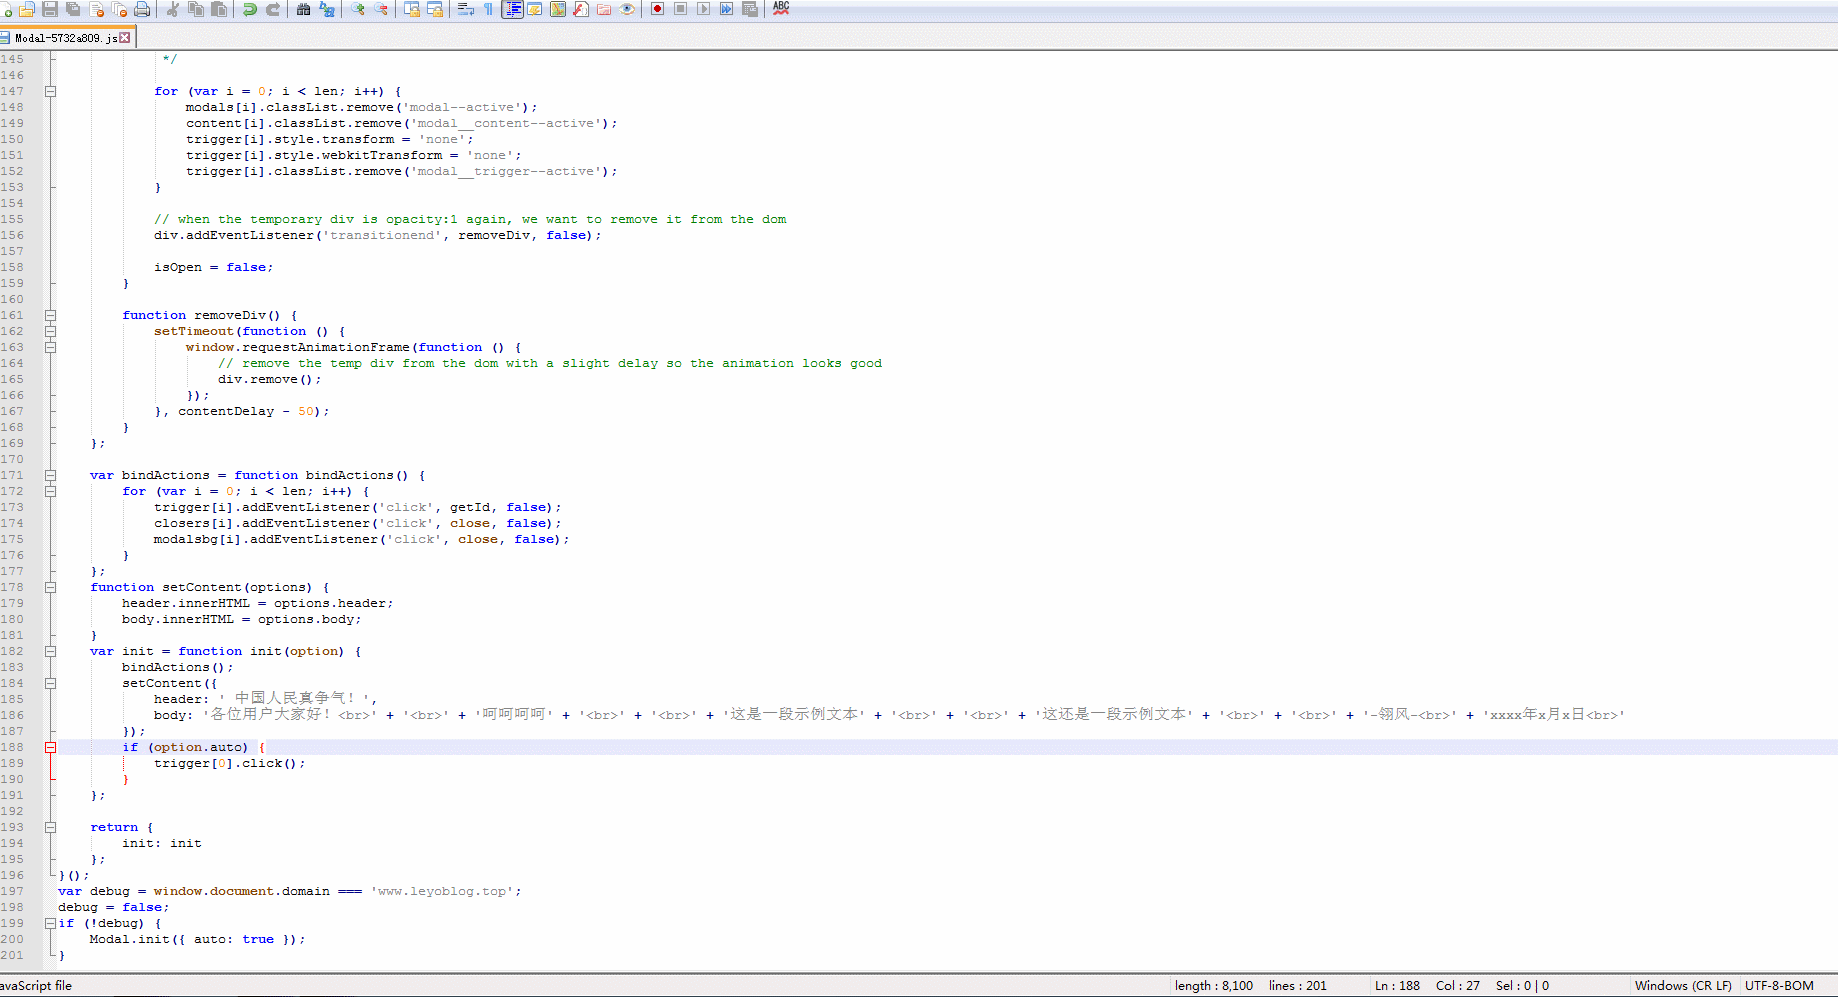 ABC
Modal-5732a809.js
145 */
146
147 for (var i = 0; i < len; i++) {
148 modals[i].classList.remove('modal--active');
149 content[i].classList.remove('modal__content--active');
150 trigger[i].style.transform = 'none';
151 trigger[i].style.webkitTransform = 'none';
152 trigger[i].classList.remove('modal__trigger--active');
153 }
154
155 // when the temporary div is opacity:1 again, we want to remove it from the dom
156 div.addEventListener('transitionend', removeDiv, false);
157
158 isOpen = false;
159 }
160
161 function removeDiv() {
162 setTimeout(function () {
163 window.requestAnimationFrame(function () {
164 // remove the temp div from the dom with a slight delay so the animation looks good
165 div.remove();
166 });
167 }, contentDelay - 50);
168 }
169 };
170
171 var bindActions = function bindActions() {
172 for (var i = 0; i < len; i++) {
173 trigger[i].addEventListener('click', getId, false);
174 closers[i].addEventListener('click', close, false);
175 modalsbg[i].addEventListener('click', close, false);
176 }
177 };
178 function setContent(options) {
179 header.innerHTML = options.header;
180 body.innerHTML = options.body;
181 }
182 var init = function init(option) {
183 bindActions();
184 setContent({
185 header: ' 中国人民真争气！',
186 body: '各位用户大家好！<br>' + '<br>' + '呵呵呵呵' + '<br>' + '<br>' + '这是一段示例文本' + '<br>' + '<br>' + '这还是一段示例文本' + '<br>' + '<br>' + '-翎风-<br>' + 'xxxx年x月x日<br>'
187 });
188 if (option.auto) {
189 trigger[0].click();
190 }
191 };
192
193 return {
194 init: init
195 };
196 }();
197 var debug = window.document.domain === 'www.leyoblog.top';
198 debug = false;
199 if (!debug) {
200 Modal.init({ auto: true });
201 }
avaScript file length : 8,100 lines : 201 Ln : 188 Col : 27 Sel : 0 | 0 Windows (CR LF) UTF-8-BOM